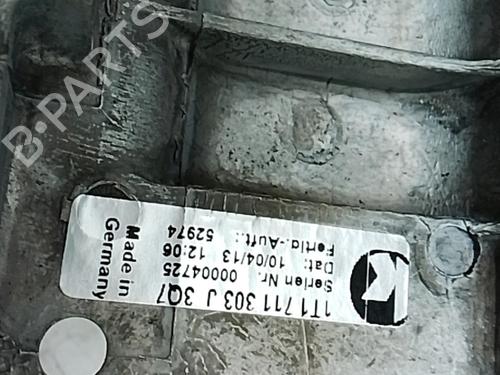 B-PARTS
1T1 711 303 J 3Q7
Serien Nr. 00004725
Dat: 10/04/13 12:06
Fertig.-Auft.: 52974
Made in
Germany